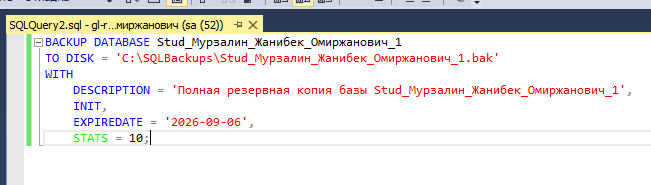 SQLQuery2.sql - gl-r...миржанович (sa (52))*
BACKUP DATABASE Stud_Мурзалин_Жанибек_Омиржанович_1
TO DISK = 'C:\SQLBackups\Stud_Мурзалин_Жанибек_Омиржанович_1.bak'
WITH
DESCRIPTION = 'Полная резервная копия базы Stud_Мурзалин_Жанибек_Омиржанович_1',
INIT,
EXPIREDATE = '2026-09-06',
STATS = 10;